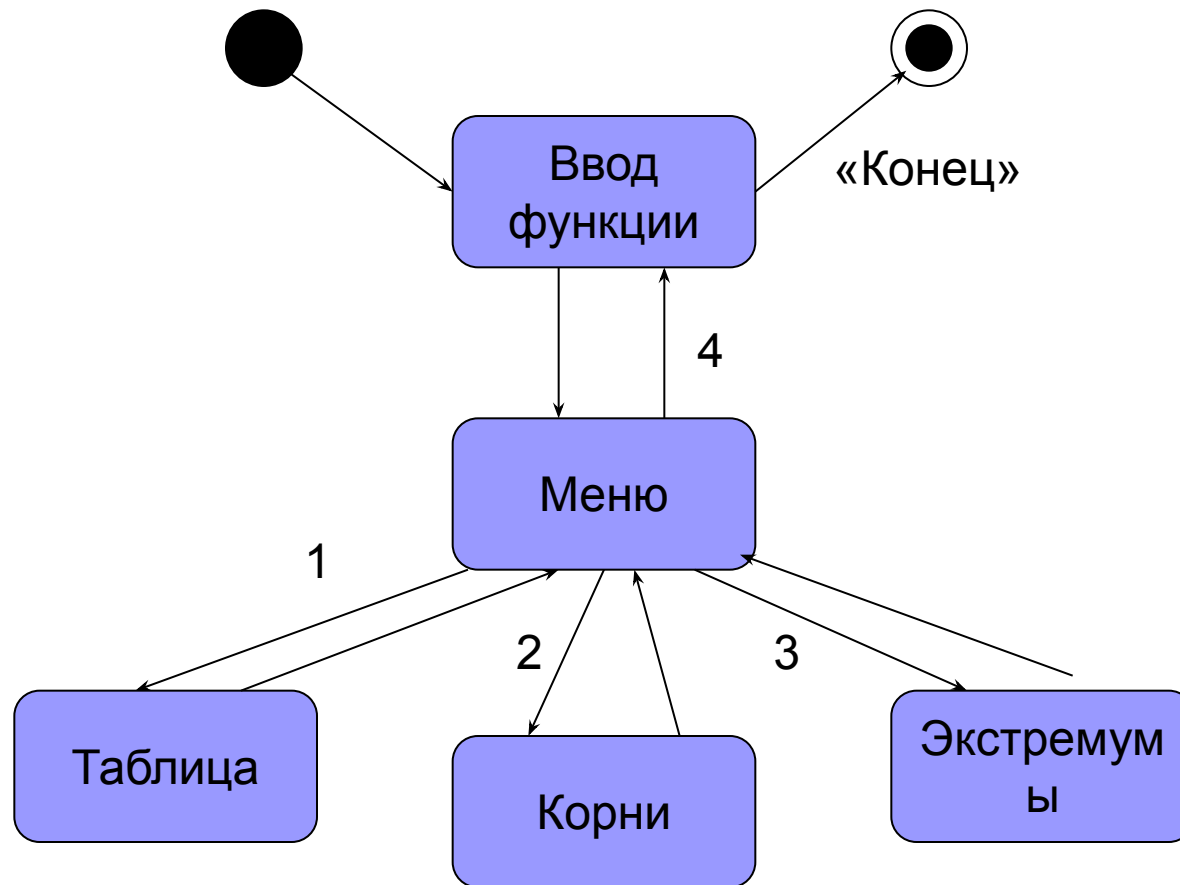 Ввод
функции
«Конец»
4
Меню
1
2
3
Таблица
Корни
Экстремум
ы